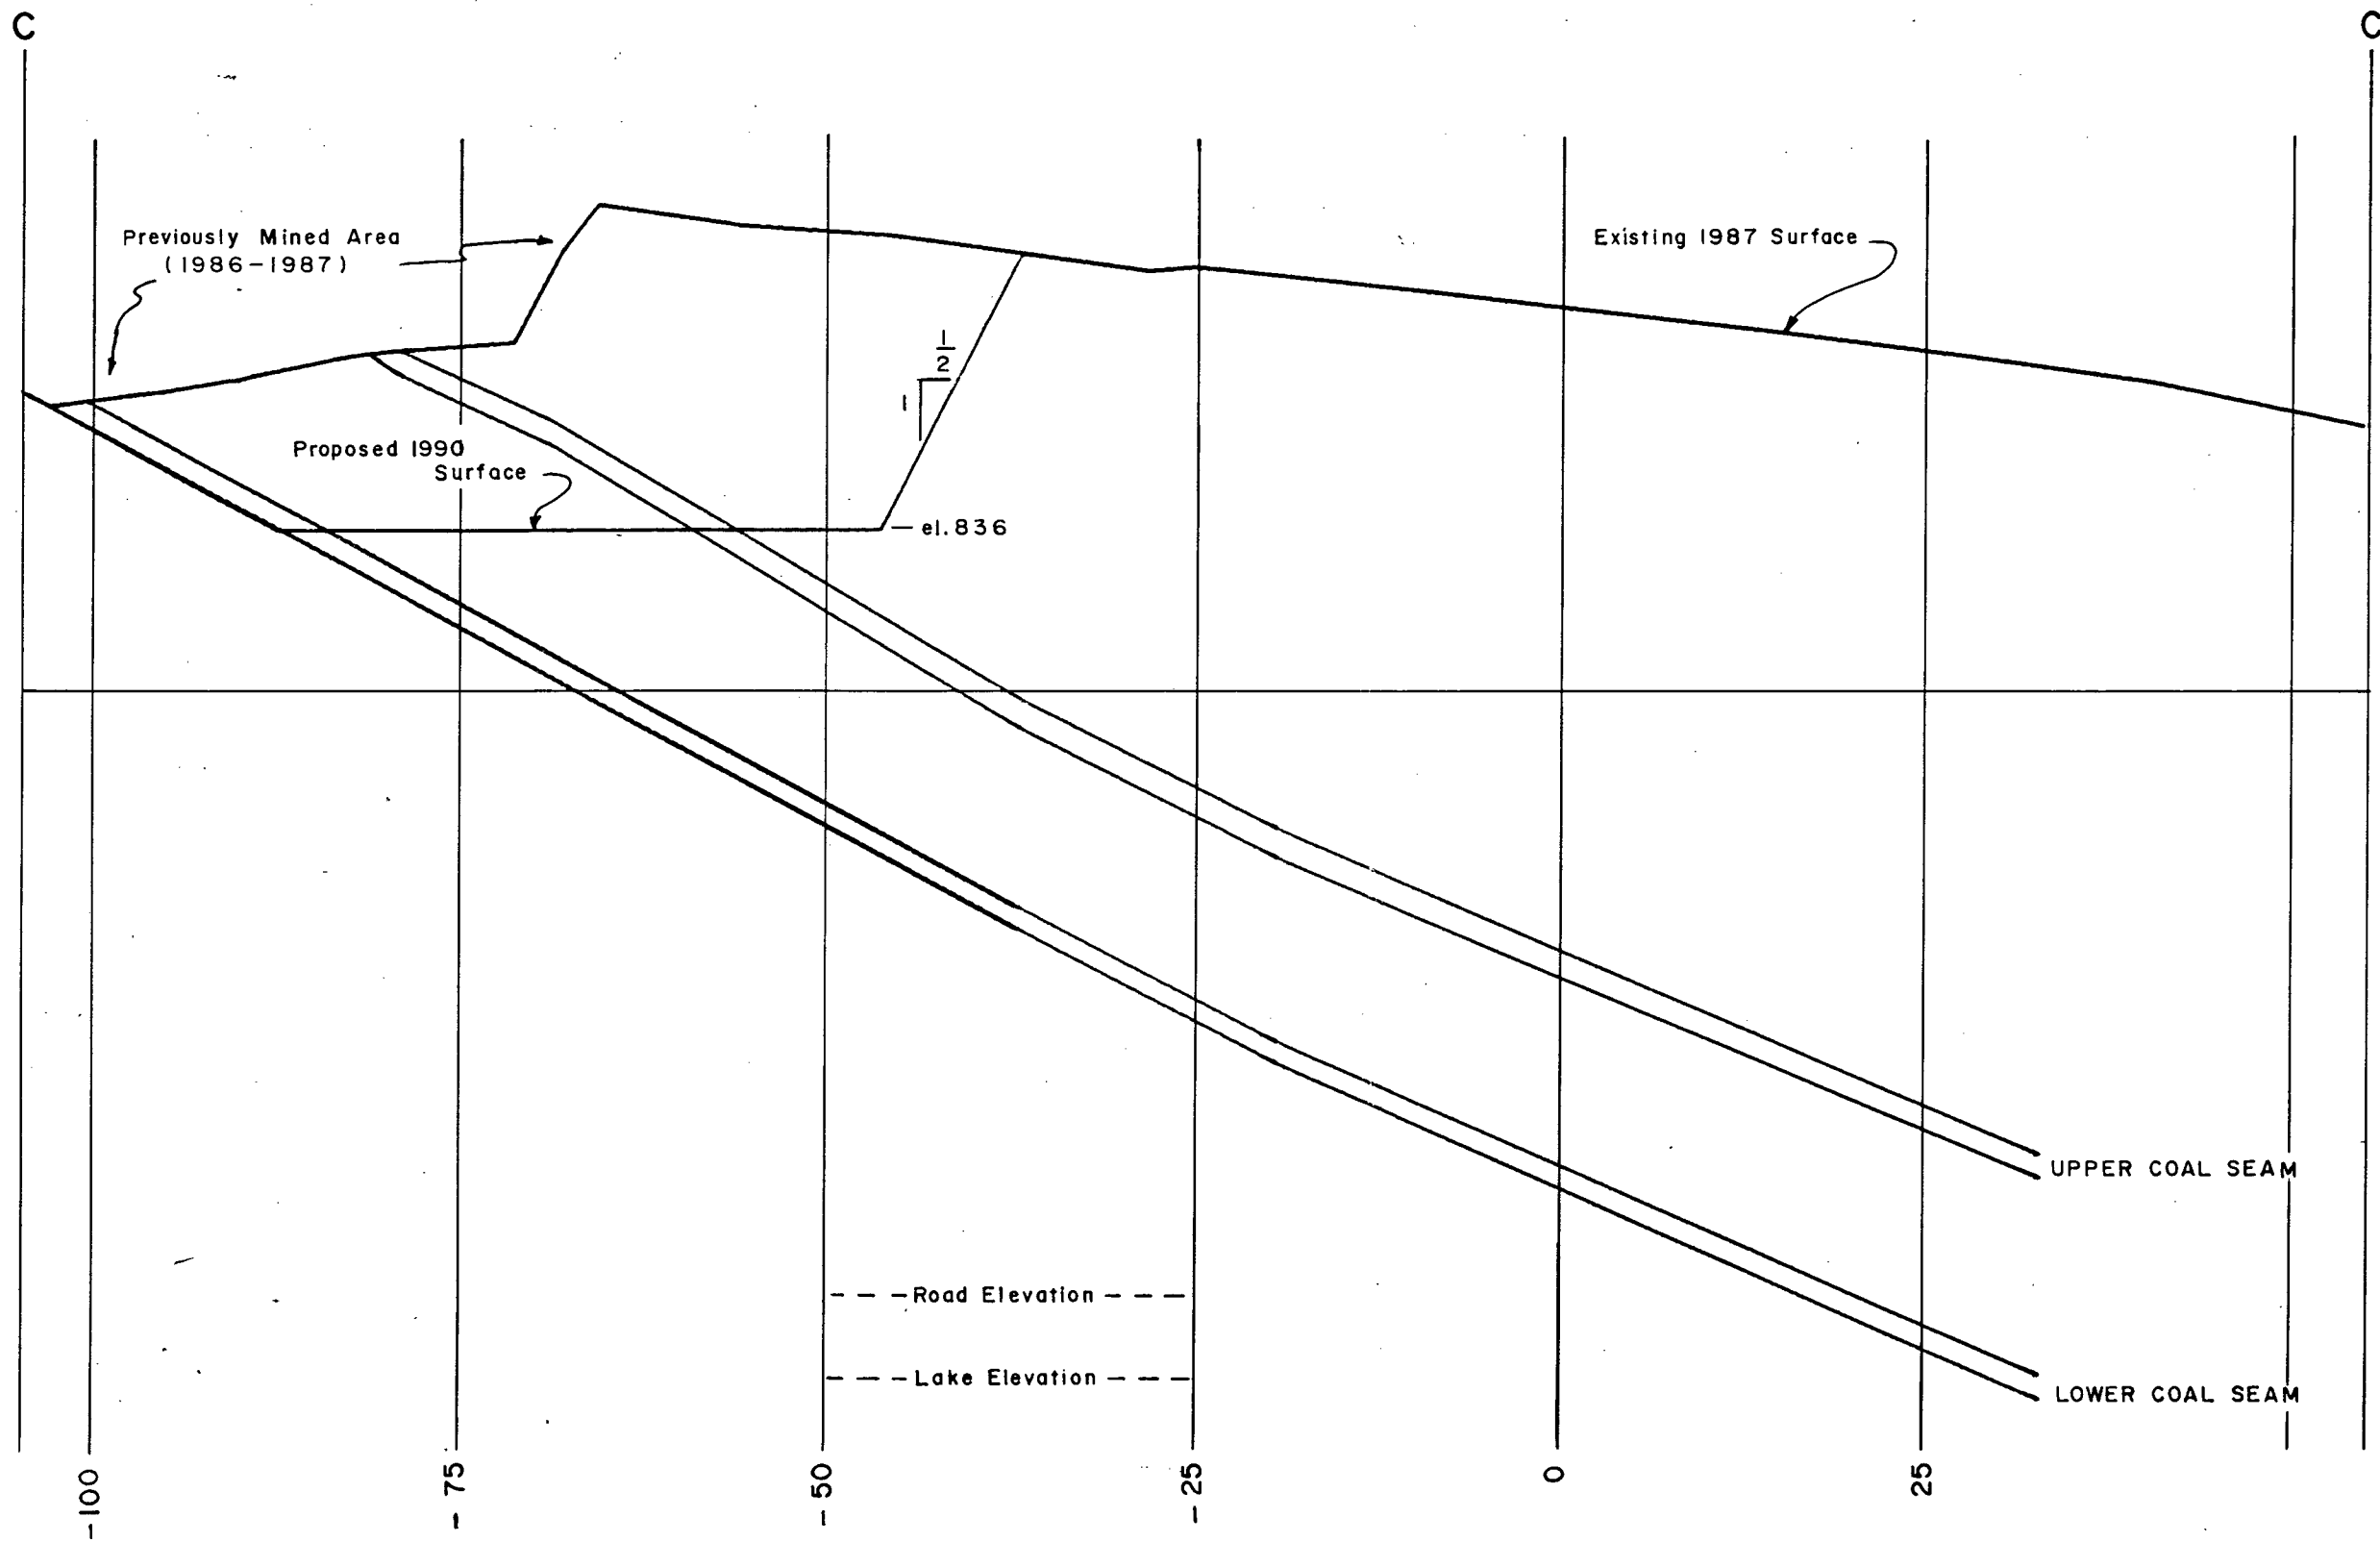 C
C
Previously Mined Area
(1986-1987)
Existing 1987 Surface
1
2
1
Proposed 1990
Surface
el. 836
UPPER COAL SEAM
Road Elevation
Lake Elevation
LOWER COAL SEAM
-100
-75
-50
-25
0
25